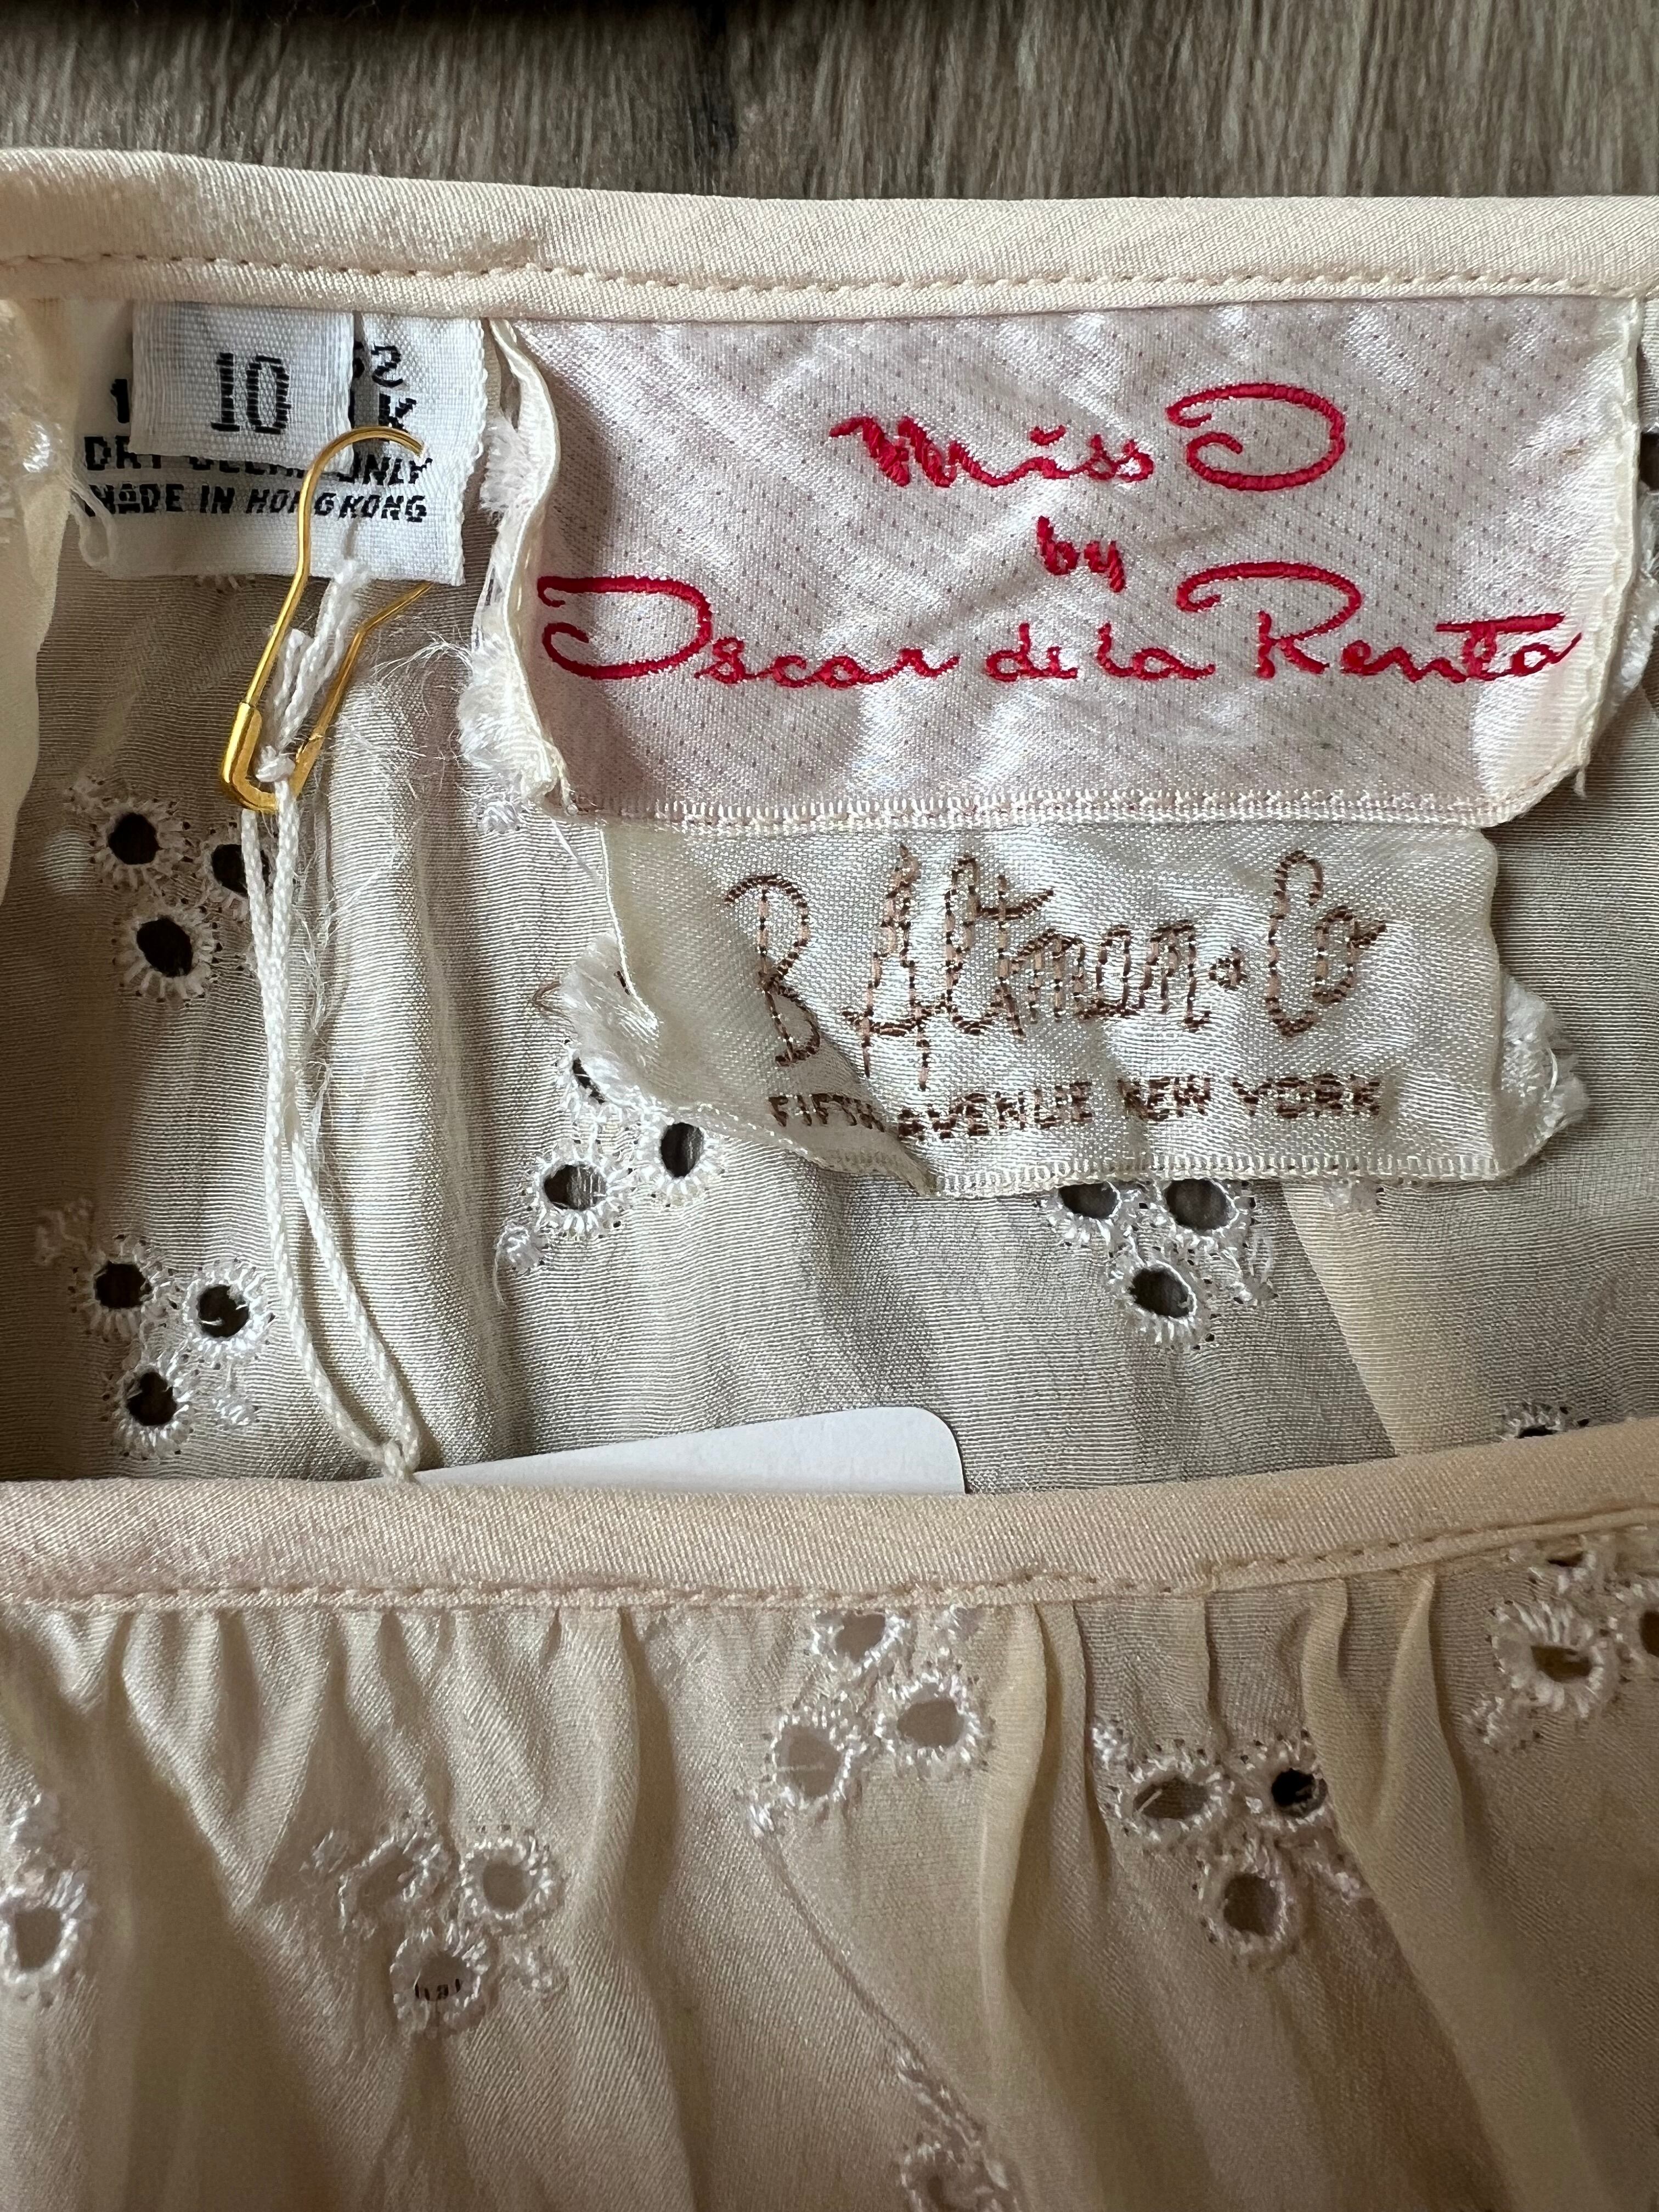 10
DRY CLEAN ONLY
MADE IN HONG KONG
Miss O
by
Oscar de la Renta
B Altman & Co
FIFTH AVENUE NEW YORK